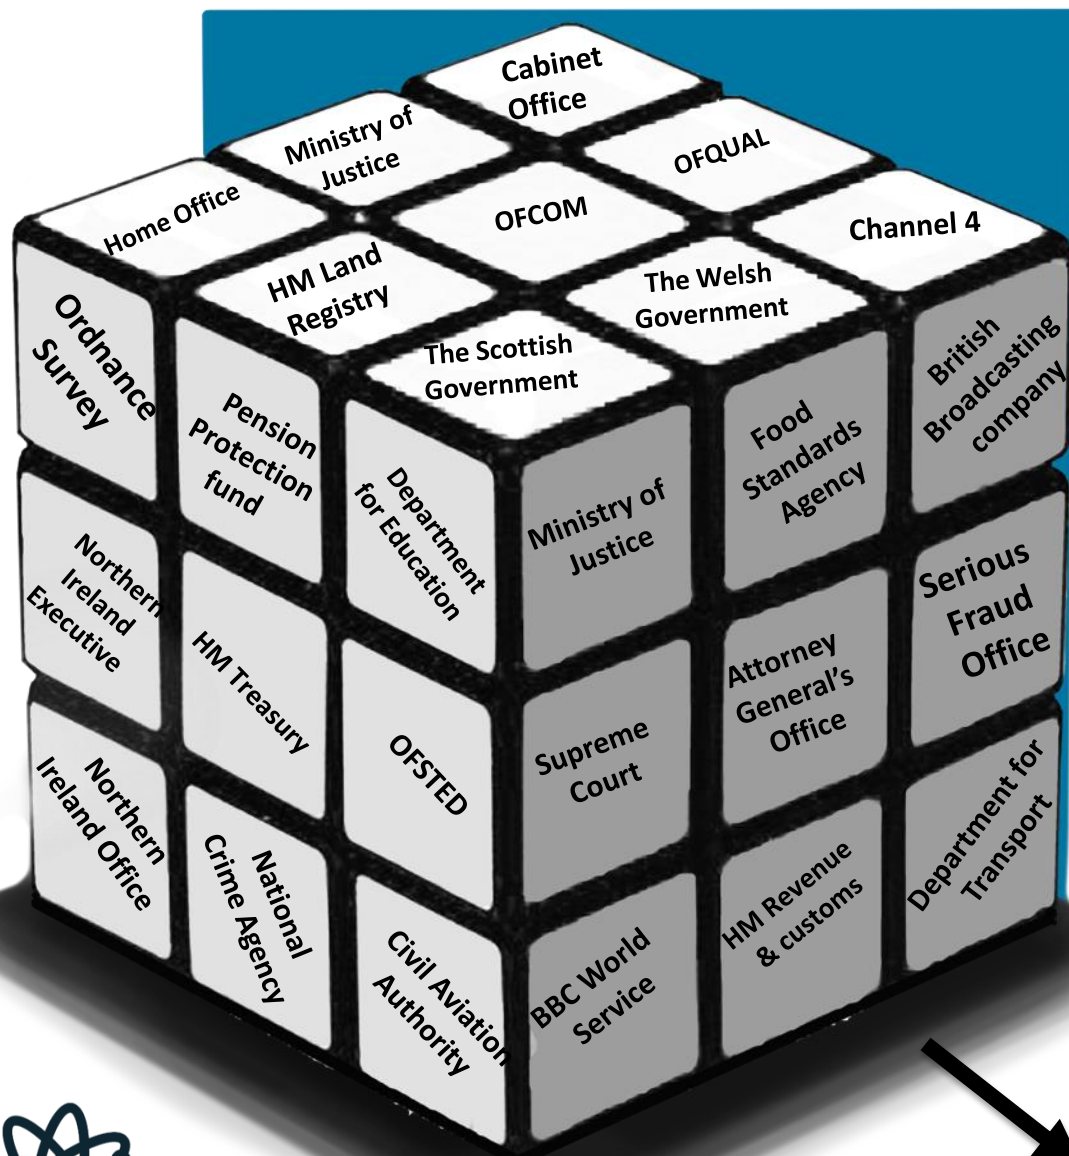 Cabinet
Office
Ministry of
Justice
OFQUAL
Home Office
OFCOM
Channel 4
HM Land
Registry
The Welsh
Government
The Scottish
Government
Ordnance
Survey
Pension
Protection
fund
Department
for Education
Northern
Ireland
Executive
HM Treasury
OFSTED
Northern
Ireland Office
National
Crime Agency
Civil Aviation
Authority
Ministry of
Justice
Food
Standards
Agency
British
Broadcasting
company
Supreme
Court
Attorney
General's
Office
Serious
Fraud
Office
BBC World
Service
HM Revenue
& customs
Department for
Transport